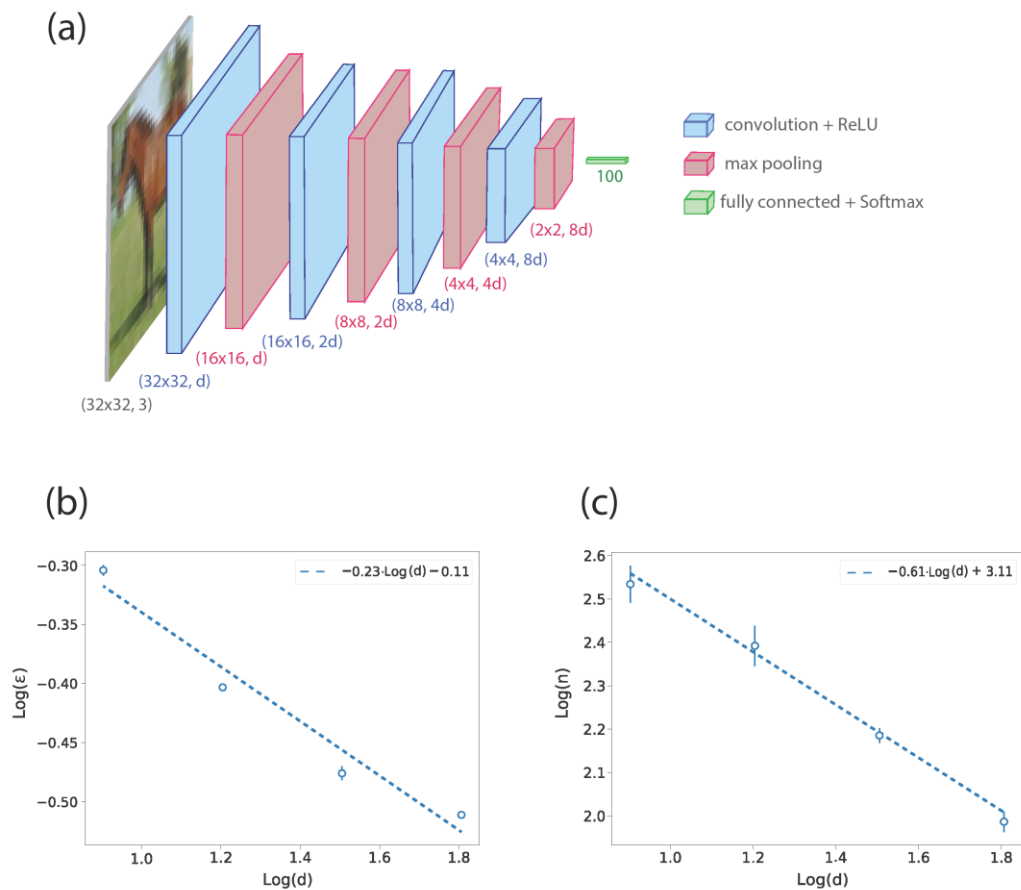 (a)
convolution + ReLU
max pooling
fully connected + Softmax
100
(2x2, 8d)
(4x4, 8d)
(4x4, 4d)
(8x8, 4d)
(8x8, 2d)
(16x16, 2d)
(16x16, d)
(32x32, d)
(32x32, 3)
(b)
−0.23·Log(d) − 0.11
−0.30
−0.35
−0.40
−0.45
−0.50
Log(ε)
1.0 1.2 1.4 1.6 1.8
Log(d)
(c)
−0.61·Log(d) + 3.11
2.6
2.5
2.4
2.3
2.2
2.1
2.0
Log(n)
1.0 1.2 1.4 1.6 1.8
Log(d)